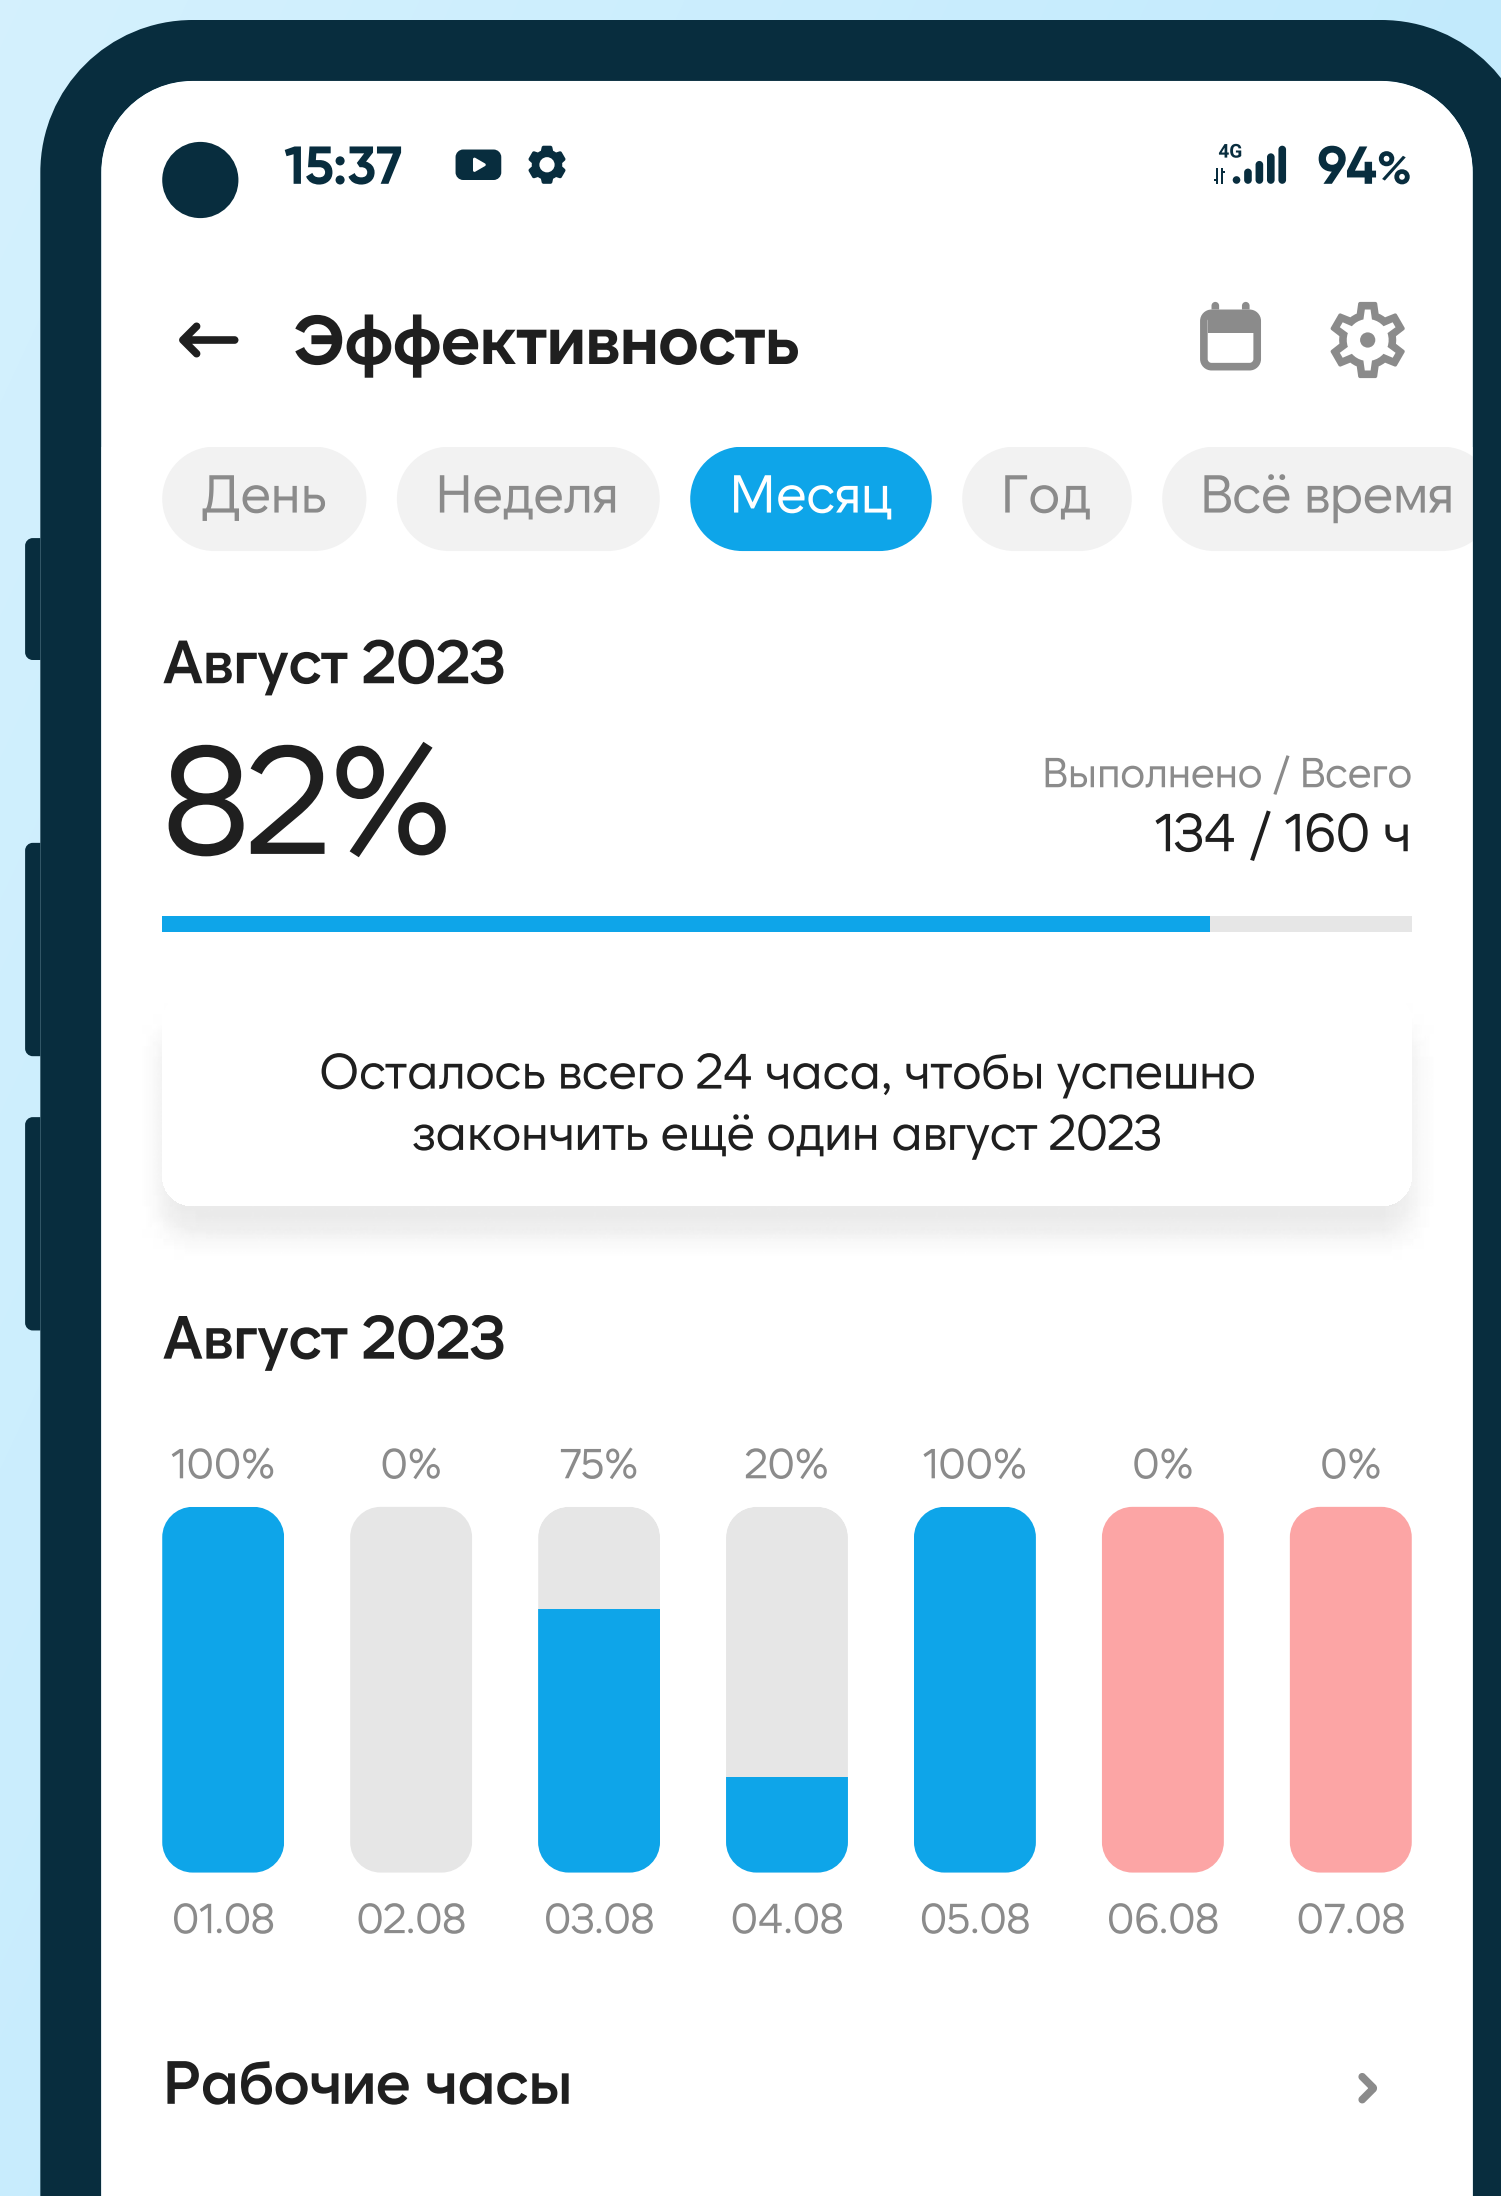 15:37 4G 94%
Эффективность
День Неделя Месяц Год Всё время
Август 2023
82%
Выполнено / Всего
134 / 160 ч
Осталось всего 24 часа, чтобы успешно
закончить ещё один август 2023
Август 2023
100% 0% 75% 20% 100% 0% 0%
01.08 02.08 03.08 04.08 05.08 06.08 07.08
Рабочие часы